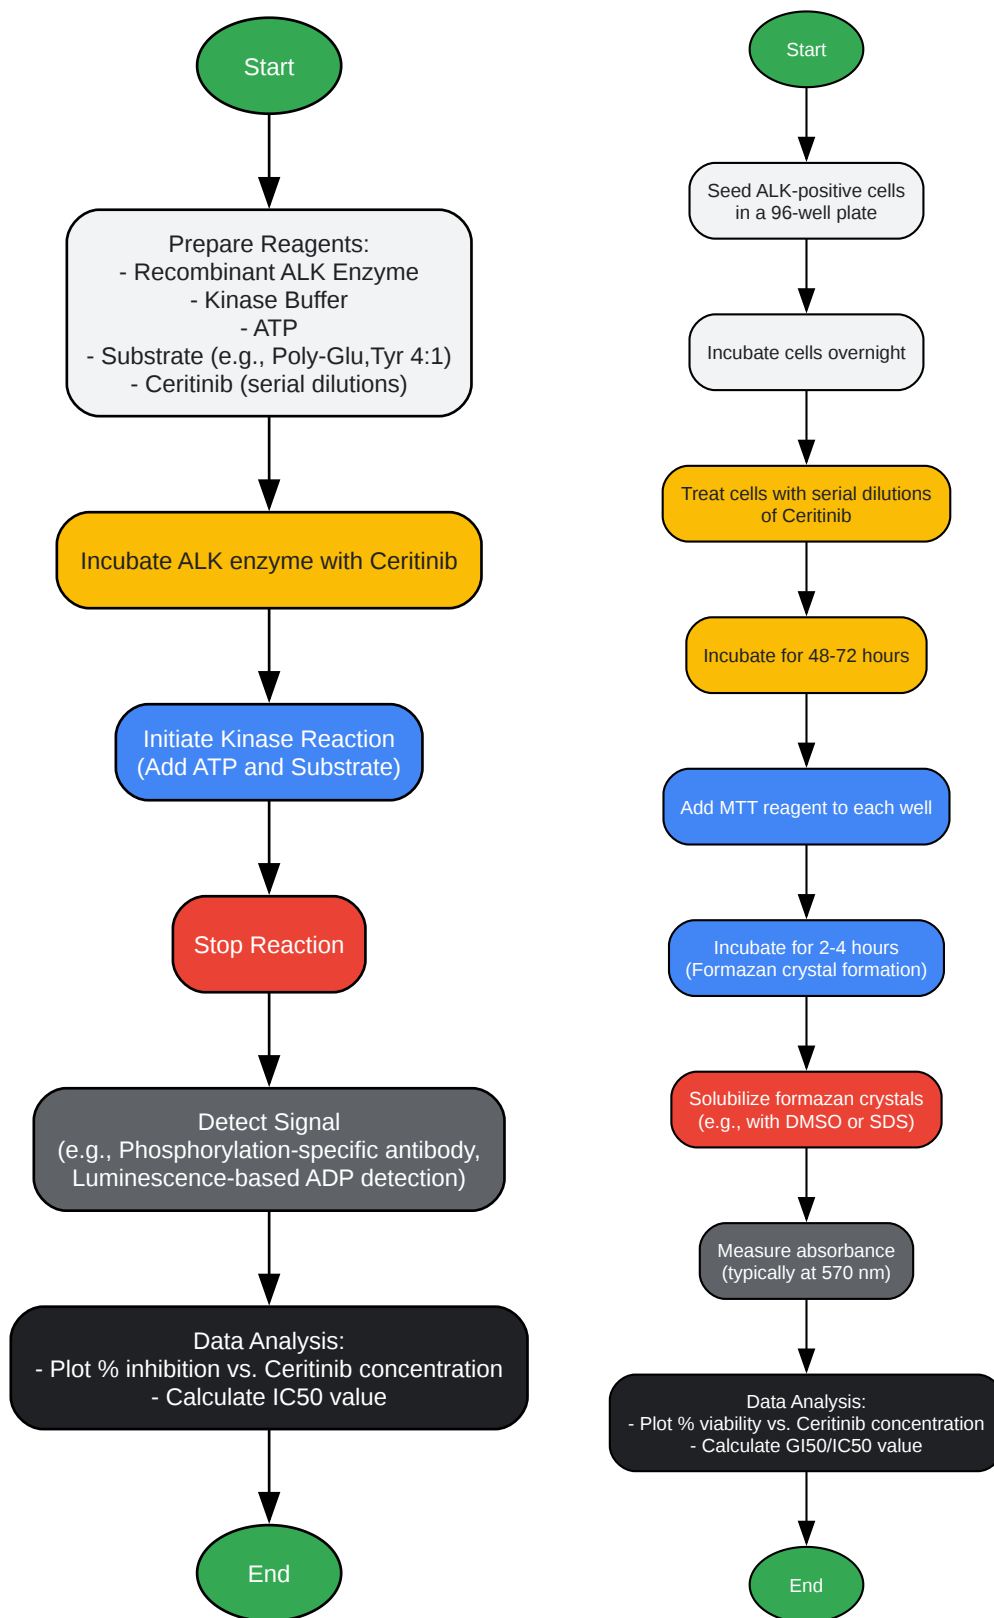 Start
Prepare Reagents:
- Recombinant ALK Enzyme
- Kinase Buffer
- ATP
- Substrate (e.g., Poly-Glu,Tyr 4:1)
- Ceritinib (serial dilutions)
Incubate ALK enzyme with Ceritinib
Initiate Kinase Reaction
(Add ATP and Substrate)
Stop Reaction
Detect Signal
(e.g., Phosphorylation-specific antibody,
Luminescence-based ADP detection)
Data Analysis:
- Plot % inhibition vs. Ceritinib concentration
- Calculate IC50 value
End
Start
Seed ALK-positive cells
in a 96-well plate
Incubate cells overnight
Treat cells with serial dilutions
of Ceritinib
Incubate for 48-72 hours
Add MTT reagent to each well
Incubate for 2-4 hours
(Formazan crystal formation)
Solubilize formazan crystals
(e.g., with DMSO or SDS)
Measure absorbance
(typically at 570 nm)
Data Analysis:
- Plot % viability vs. Ceritinib concentration
- Calculate GI50/IC50 value
End